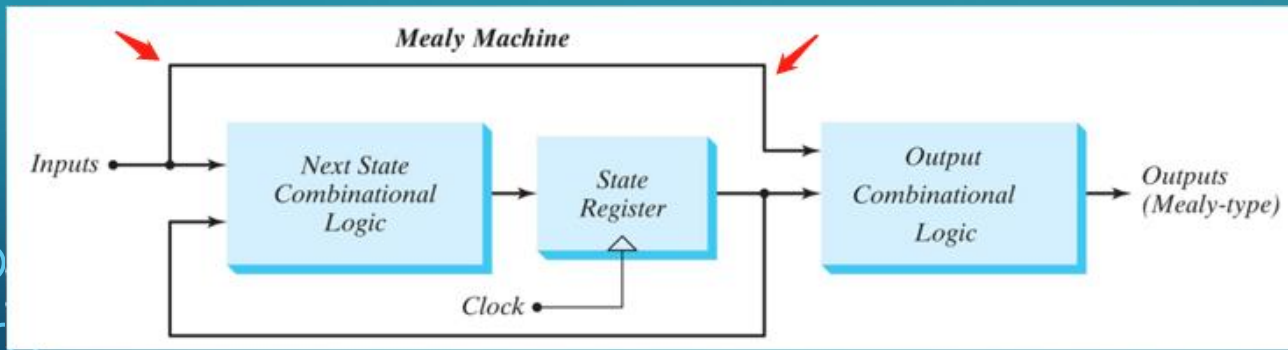 Mealy Machine
Inputs
Next State
Combinational
Logic
State
Register
Clock
Output
Combinational
Logic
Outputs
(Mealy-type)